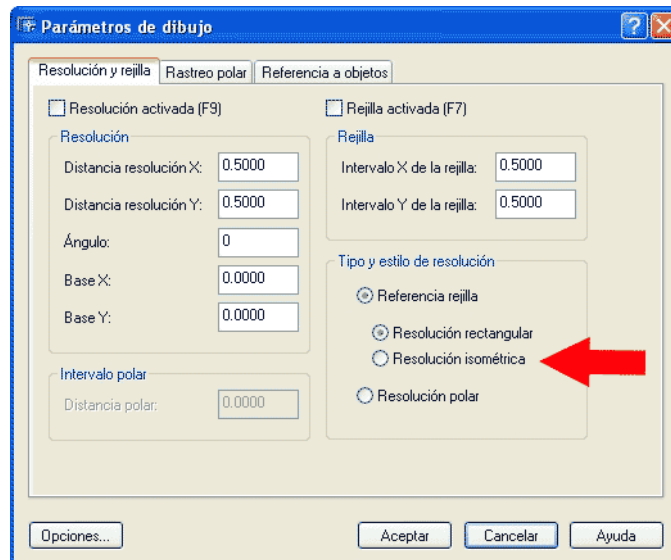 Parámetros de dibujo
Resolución y rejilla
Rastreo polar
Referencia a objetos
Resolución activada (F9)
Resolución
Distancia resolución X: 0.5000
Distancia resolución Y: 0.5000
Ángulo: 0
Base X: 0.0000
Base Y: 0.0000
Intervalo polar
Distancia polar: 0.0000
Rejilla activada (F7)
Rejilla
Intervalo X de la rejilla: 0.5000
Intervalo Y de la rejilla: 0.5000
Tipo y estilo de resolución
Referencia rejilla
Resolución rectangular
Resolución isométrica
Resolución polar
Opciones...
Aceptar
Cancelar
Ayuda